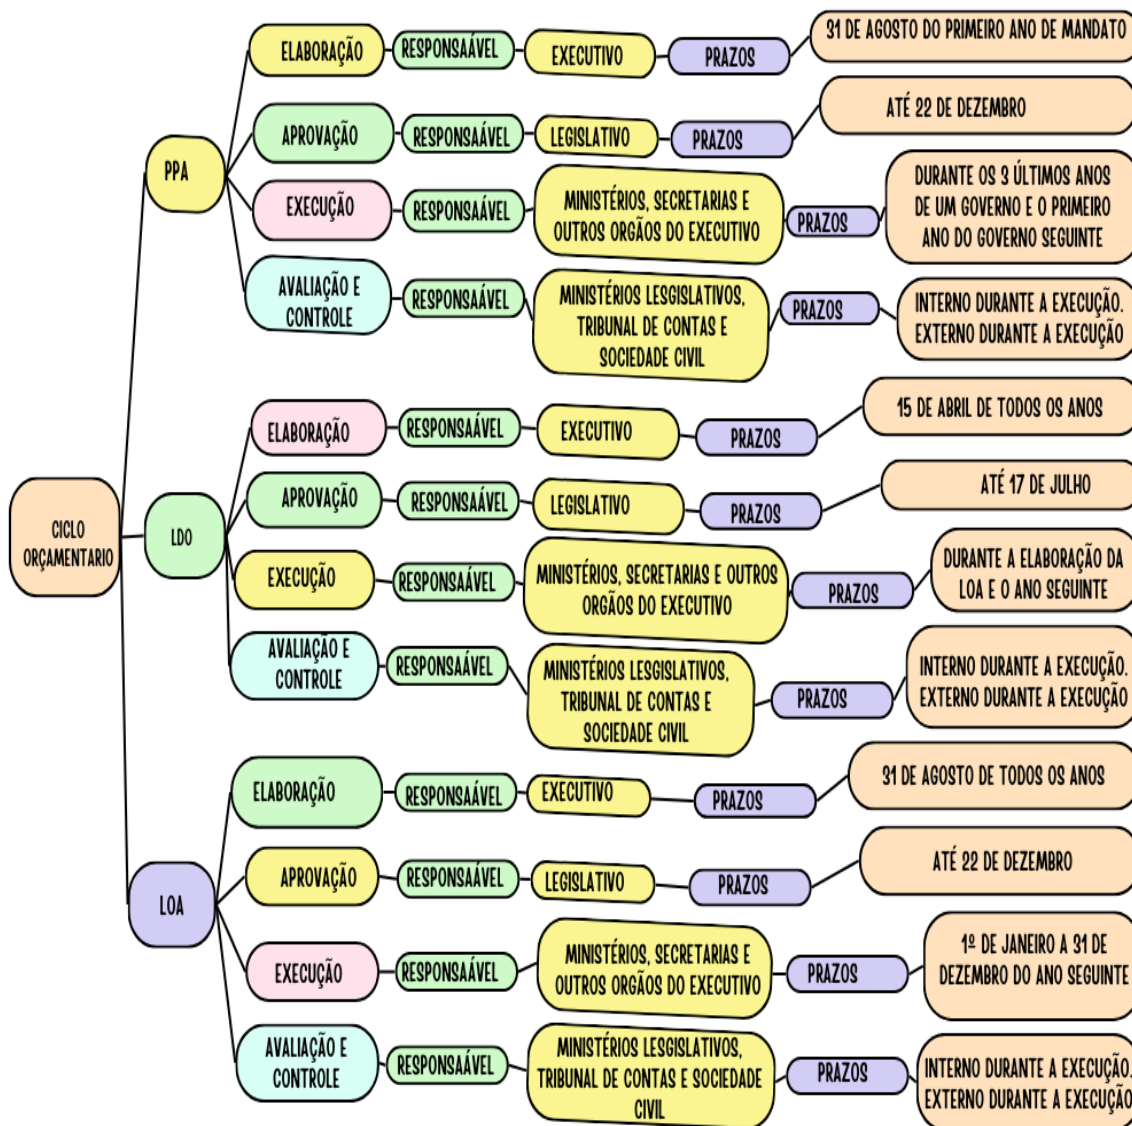 31 DE AGOSTO DO PRIMEIRO ANO DE MANDATO
ELABORAÇÃO
RESPONSAÁVEL
EXECUTIVO
PRAZOS
ATÉ 22 DE DEZEMBRO
APROVAÇÃO
RESPONSAÁVEL
LEGISLATIVO
PRAZOS
PPA
EXECUÇÃO
RESPONSAÁVEL
MINISTÉRIOS, SECRETARIAS E
OUTROS ORGÃOS DO EXECUTIVO
PRAZOS
DURANTE OS 3 ÚLTIMOS ANOS
DE UM GOVERNO E O PRIMEIRO
ANO DO GOVERNO SEGUINTE
AVALIAÇÃO E
CONTROLE
RESPONSAÁVEL
MINISTÉRIOS LESGISLATIVOS,
TRIBUNAL DE CONTAS E
SOCIEDADE CIVIL
PRAZOS
INTERNO DURANTE A EXECUÇÃO.
EXTERNO DURANTE A EXECUÇÃO
ELABORAÇÃO
RESPONSAÁVEL
EXECUTIVO
PRAZOS
15 DE ABRIL DE TODOS OS ANOS
APROVAÇÃO
RESPONSAÁVEL
LEGISLATIVO
PRAZOS
ATÉ 17 DE JULHO
CICLO
ORÇAMENTARIO
LDO
EXECUÇÃO
RESPONSAÁVEL
MINISTÉRIOS, SECRETARIAS E OUTROS
ORGÃOS DO EXECUTIVO
PRAZOS
DURANTE A ELABORAÇÃO DA
LOA E O ANO SEGUINTE
AVALIAÇÃO E
CONTROLE
RESPONSAÁVEL
MINISTÉRIOS LESGISLATIVOS,
TRIBUNAL DE CONTAS E
SOCIEDADE CIVIL
PRAZOS
INTERNO DURANTE A EXECUÇÃO.
EXTERNO DURANTE A EXECUÇÃO
ELABORAÇÃO
RESPONSAÁVEL
EXECUTIVO
PRAZOS
31 DE AGOSTO DE TODOS OS ANOS
APROVAÇÃO
RESPONSAÁVEL
LEGISLATIVO
PRAZOS
ATÉ 22 DE DEZEMBRO
LOA
EXECUÇÃO
RESPONSAÁVEL
MINISTÉRIOS, SECRETARIAS E
OUTROS ORGÃOS DO EXECUTIVO
PRAZOS
1º DE JANEIRO A 31 DE
DEZEMBRO DO ANO SEGUINTE
AVALIAÇÃO E
CONTROLE
RESPONSAÁVEL
MINISTÉRIOS LESGISLATIVOS,
TRIBUNAL DE CONTAS E SOCIEDADE
CIVIL
PRAZOS
INTERNO DURANTE A EXECUÇÃO.
EXTERNO DURANTE A EXECUÇÃO